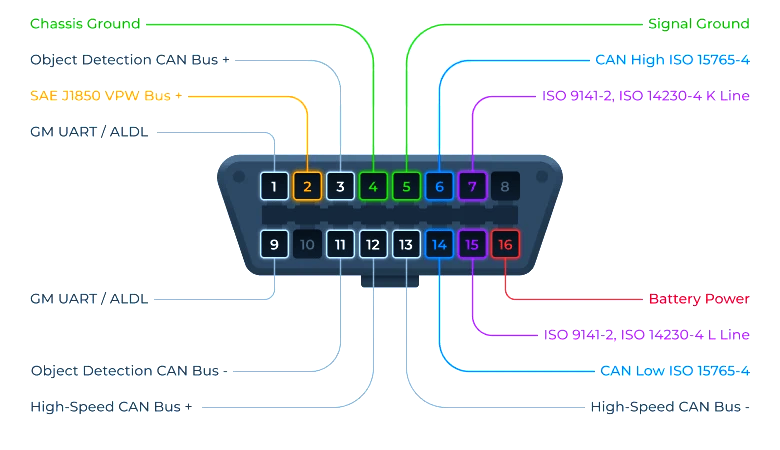 Chassis Ground
Signal Ground
Object Detection CAN Bus +
CAN High ISO 15765-4
SAE J1850 VPW Bus +
ISO 9141-2, ISO 14230-4 K Line
GM UART / ALDL
1 2 3 4 5 6 7 8
9 10 11 12 13 14 15 16
GM UART / ALDL
Battery Power
ISO 9141-2, ISO 14230-4 L Line
Object Detection CAN Bus -
CAN Low ISO 15765-4
High-Speed CAN Bus +
High-Speed CAN Bus -